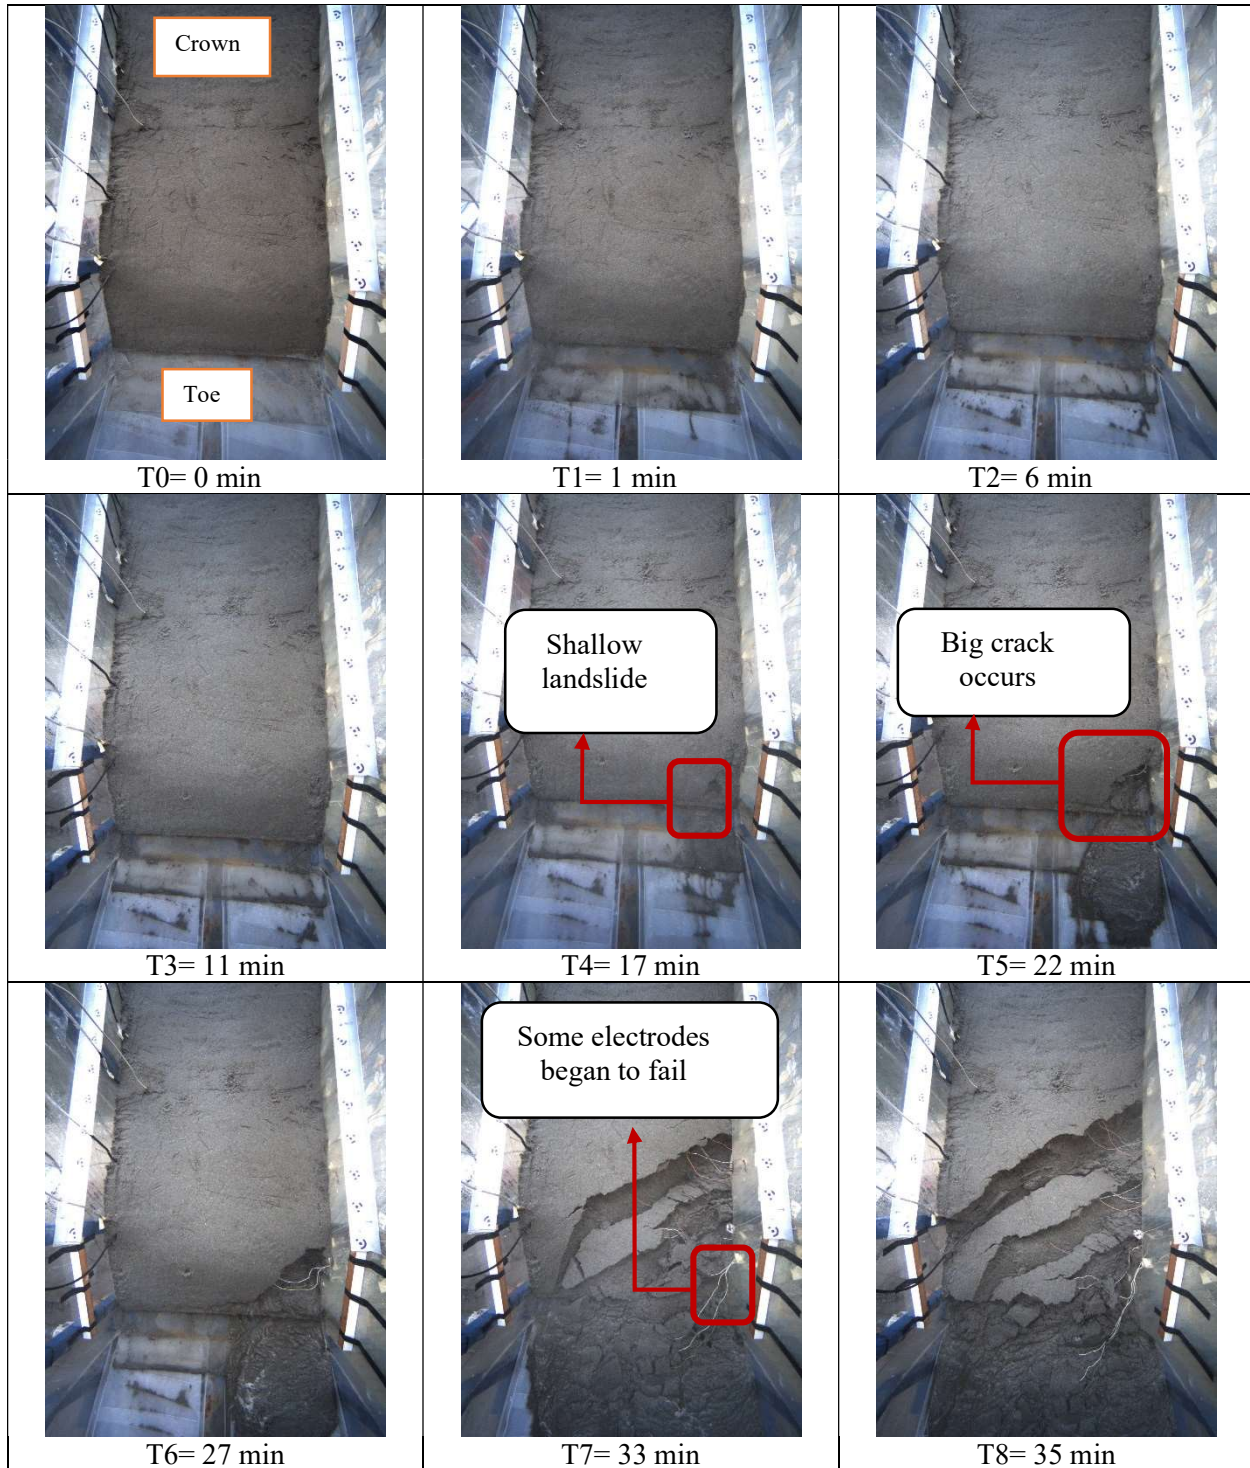 Crown
Toe
T0= 0 min
T1= 1 min
T2= 6 min
T3= 11 min
Shallow
landslide
T4= 17 min
Big crack
occurs
T5= 22 min
T6= 27 min
Some electrodes
began to fail
T7= 33 min
T8= 35 min